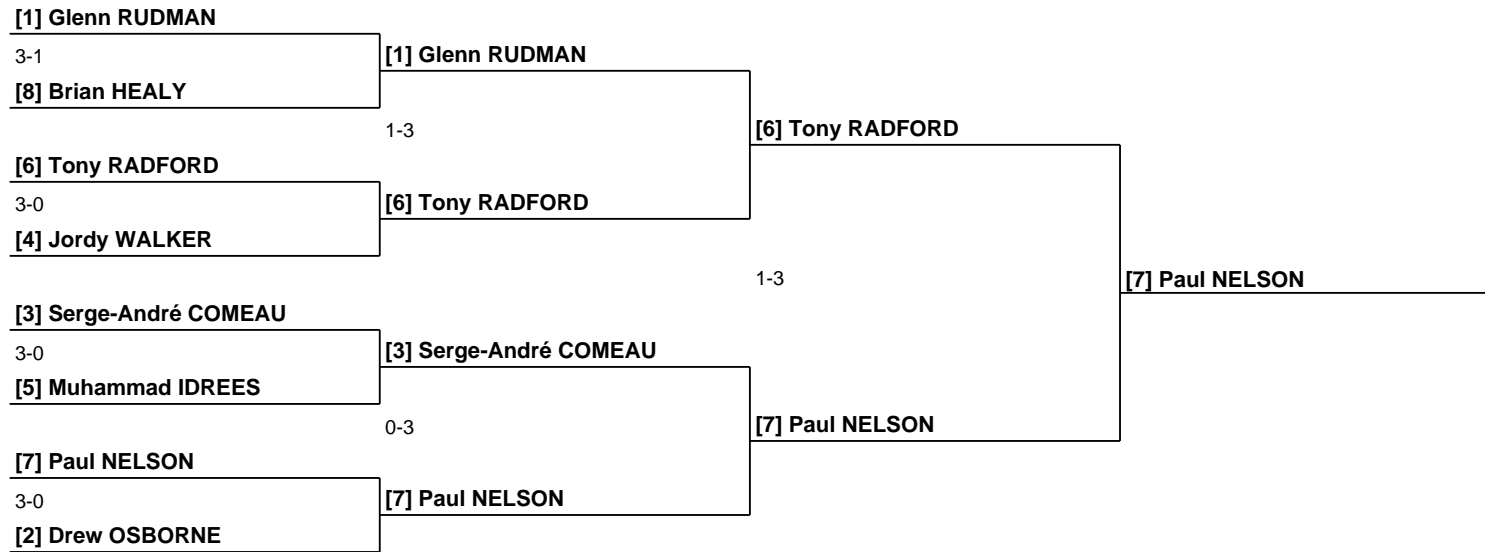 [1] Glenn RUDMAN
3-1
[1] Glenn RUDMAN
[8] Brian HEALY
1-3
[6] Tony RADFORD
[6] Tony RADFORD
3-0
[6] Tony RADFORD
[4] Jordy WALKER
1-3
[7] Paul NELSON
[3] Serge-André COMEAU
3-0
[3] Serge-André COMEAU
[5] Muhammad IDREES
0-3
[7] Paul NELSON
[7] Paul NELSON
3-0
[7] Paul NELSON
[2] Drew OSBORNE